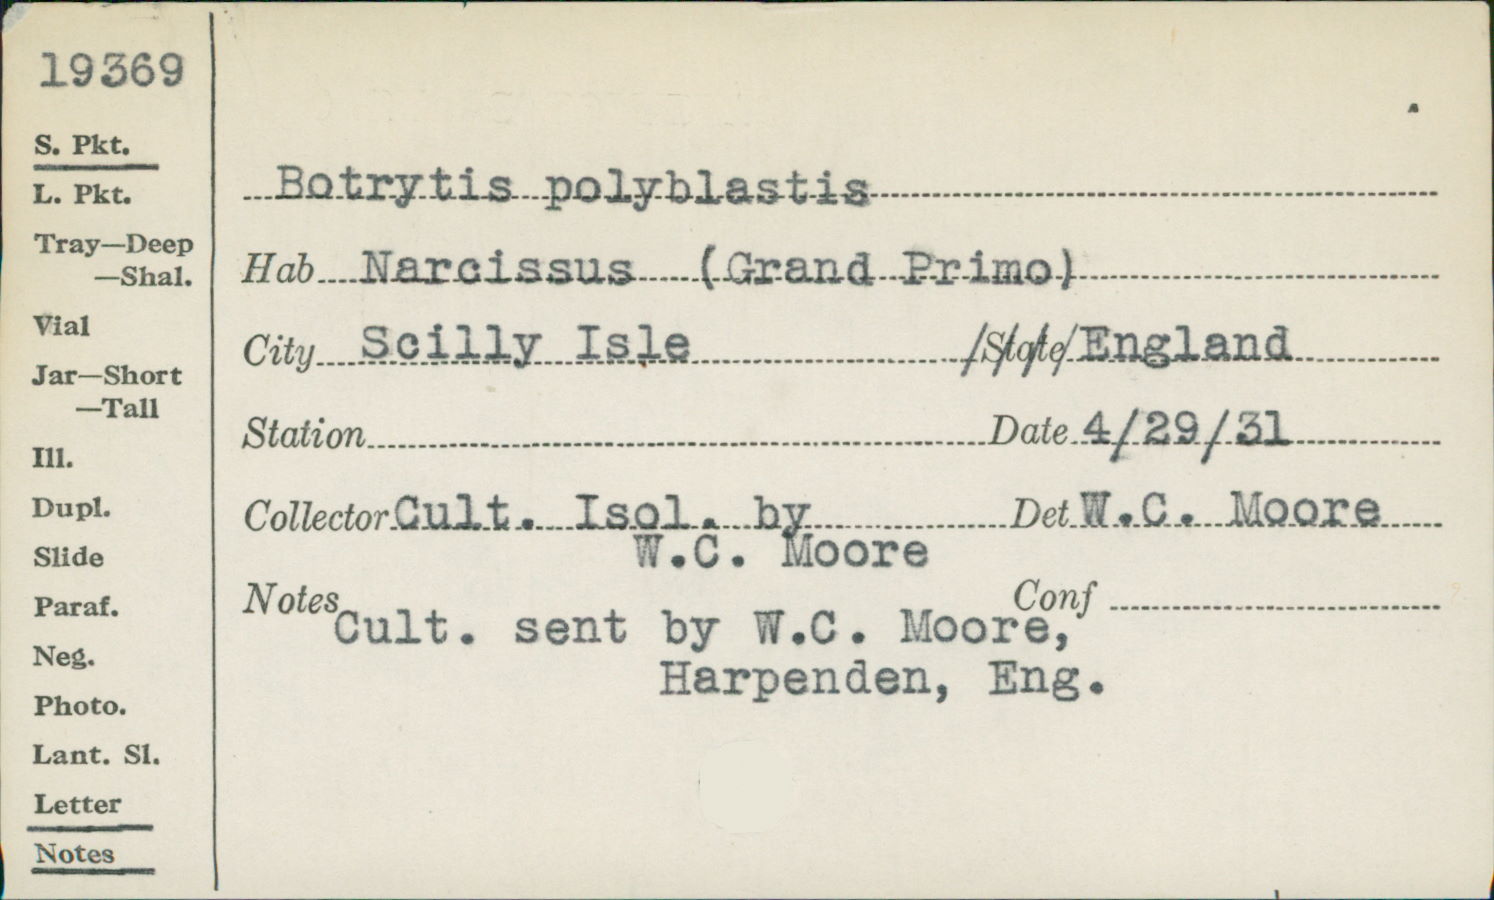 19369
S. Pkt.
L. Pkt.
Tray—Deep
—Shal.
Vial
Jar—Short
—Tall
Ill.
Dupl.
Slide
Paraf.
Neg.
Photo.
Lant. Sl.
Letter
Notes
Botrytis polyblastis
Hab Narcissus (Grand Primo)
City Scilly Isle /S/t/a/t/e/ England
Station Date 4/29/31
Collector Cult. Isol. by Det W.C. Moore
W.C. Moore
Notes Conf
Cult. sent by W.C. Moore,
Harpenden, Eng.